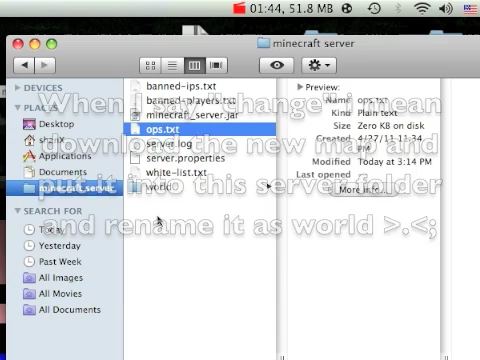 01:44, 51.8 MB
minecraft server
DEVICES
PLACES
Desktop
Applications
Documents
minecraft server
SEARCH FOR
Today
Yesterday
Past Week
All Images
All Movies
All Documents
banned-ips.txt
banned-players.txt
minecraft_server.jar
ops.txt
server.log
server.properties
white-list.txt
world
Preview:
Name ops.txt
Kind Plain text
Size Zero KB on disk
Created 4/27/11 11:34 PM
Modified Today at 3:14 PM
Last opened
More info...
When I say "change" i mean
download the new map and
put it into this server folder
and rename it as world >.<;